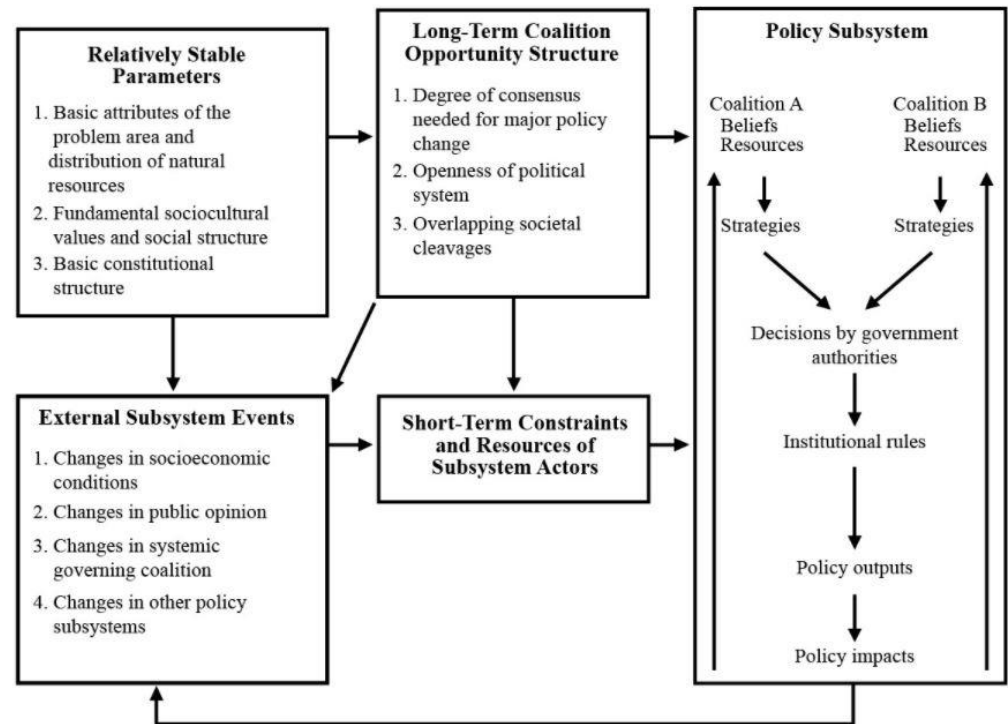 Relatively Stable
Parameters
1. Basic attributes of the
problem area and
distribution of natural
resources
2. Fundamental sociocultural
values and social structure
3. Basic constitutional
structure
Long-Term Coalition
Opportunity Structure
1. Degree of consensus
needed for major policy
change
2. Openness of political
system
3. Overlapping societal
cleavages
Policy Subsystem
Coalition A
Beliefs
Resources
Coalition B
Beliefs
Resources
Strategies
Strategies
Decisions by government
authorities
Institutional rules
Policy outputs
Policy impacts
External Subsystem Events
1. Changes in socioeconomic
conditions
2. Changes in public opinion
3. Changes in systemic
governing coalition
4. Changes in other policy
subsystems
Short-Term Constraints
and Resources of
Subsystem Actors